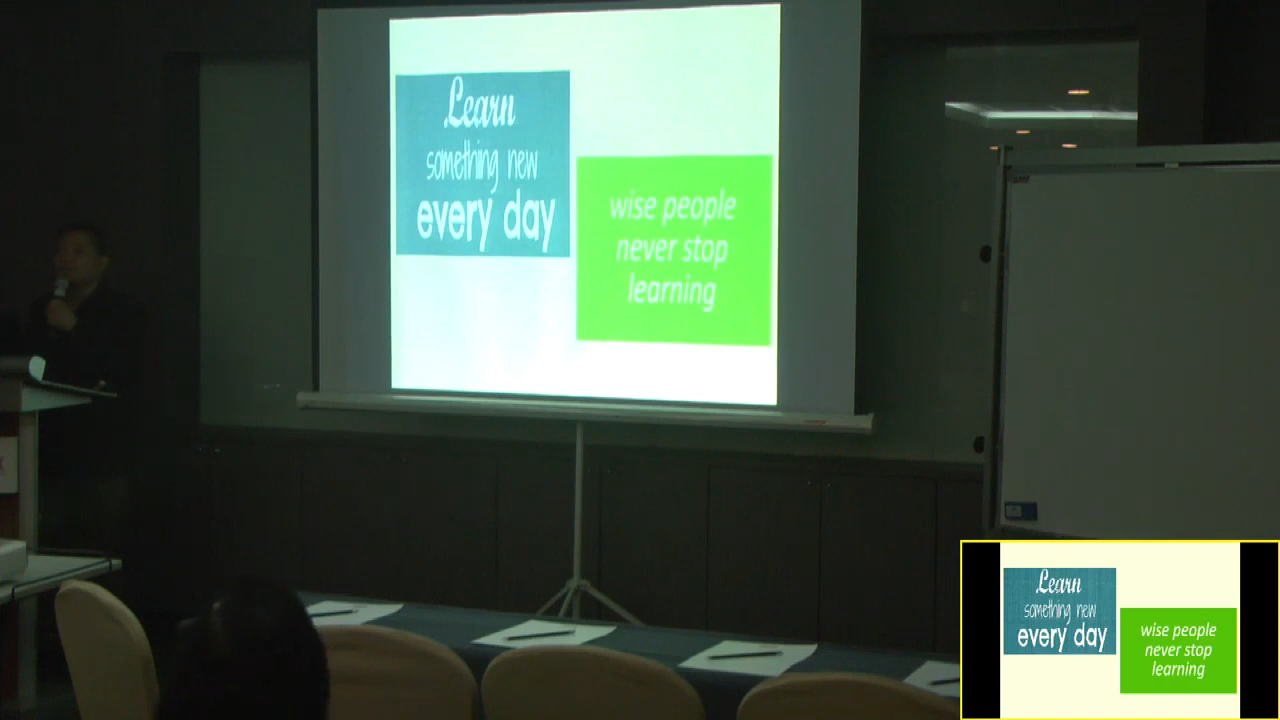 Learn
something new
every day
wise people
never stop
learning
Learn
something new
every day
wise people
never stop
learning